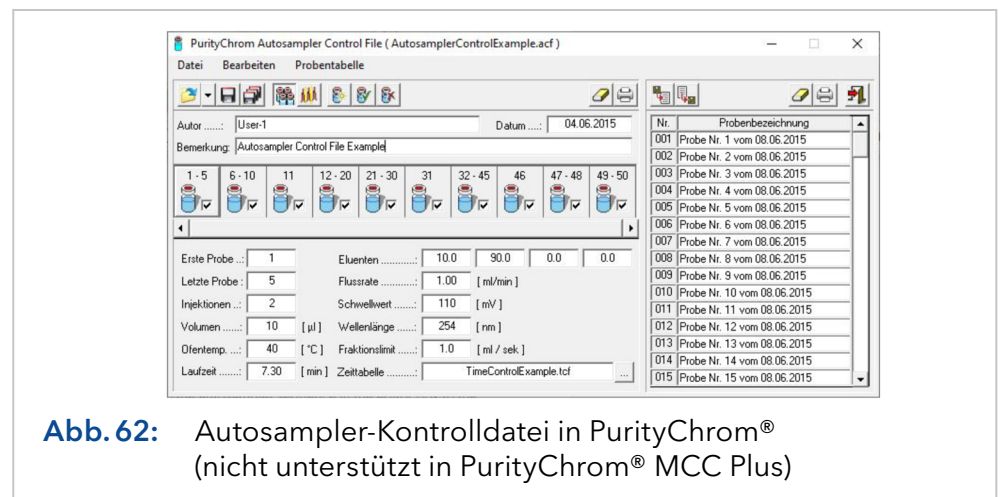 PurityChrom Autosampler Control File ( AutosamplerControlExample.acf )
Datei Bearbeiten Probentabelle
Autor ......: User-1 Datum ....: 04.06.2015
Bemerkung: Autosampler Control File Example
1 - 5 6 - 10 11 12 - 20 21 - 30 31 32 - 45 46 47 - 48 49 - 50
Erste Probe ..: 1 Eluenten ...........: 10.0 90.0 0.0 0.0
Letzte Probe : 5 Flussrate ............: 1.00 [ ml/min ]
Injektionen ..: 2 Schwellwert .......: 110 [ mV ]
Volumen ......: 10 [ µl ] Wellenlänge .....: 254 [ nm ]
Ofentemp. ...: 40 [ °C ] Fraktionslimit ......: 1.0 [ ml / sek ]
Laufzeit .......: 7.30 [ min ] Zeittabelle ..........: TimeControlExample.tcf ...
Nr. Probenbezeichnung
001 Probe Nr. 1 vom 08.06.2015
002 Probe Nr. 2 vom 08.06.2015
003 Probe Nr. 3 vom 08.06.2015
004 Probe Nr. 4 vom 08.06.2015
005 Probe Nr. 5 vom 08.06.2015
006 Probe Nr. 6 vom 08.06.2015
007 Probe Nr. 7 vom 08.06.2015
008 Probe Nr. 8 vom 08.06.2015
009 Probe Nr. 9 vom 08.06.2015
010 Probe Nr. 10 vom 08.06.2015
011 Probe Nr. 11 vom 08.06.2015
012 Probe Nr. 12 vom 08.06.2015
013 Probe Nr. 13 vom 08.06.2015
014 Probe Nr. 14 vom 08.06.2015
015 Probe Nr. 15 vom 08.06.2015
Abb. 62: Autosampler-Kontrolldatei in PurityChrom®
(nicht unterstützt in PurityChrom® MCC Plus)